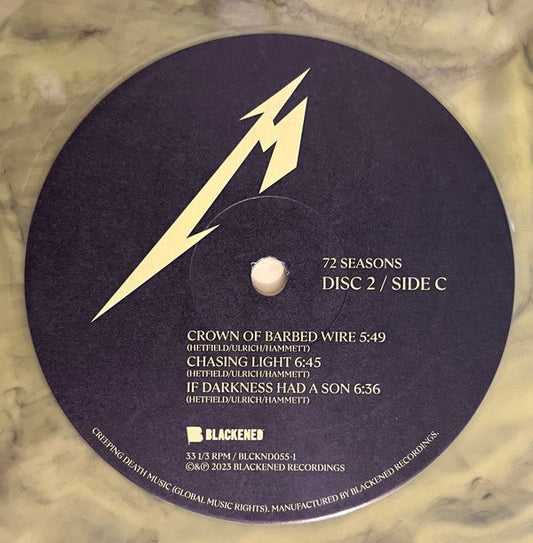 72 SEASONS
DISC 2 / SIDE C
CROWN OF BARBED WIRE 5:49
(HETFIELD/ULRICH/HAMMETT)
CHASING LIGHT 6:45
(HETFIELD/ULRICH/HAMMETT)
IF DARKNESS HAD A SON 6:36
(HETFIELD/ULRICH/HAMMETT)
BLACKENED
33 1/3 RPM / BLCKND055-1
©&℗ 2023 BLACKENED RECORDINGS
CREEPING DEATH MUSIC (GLOBAL MUSIC RIGHTS). MANUFACTURED BY BLACKENED RECORDINGS.